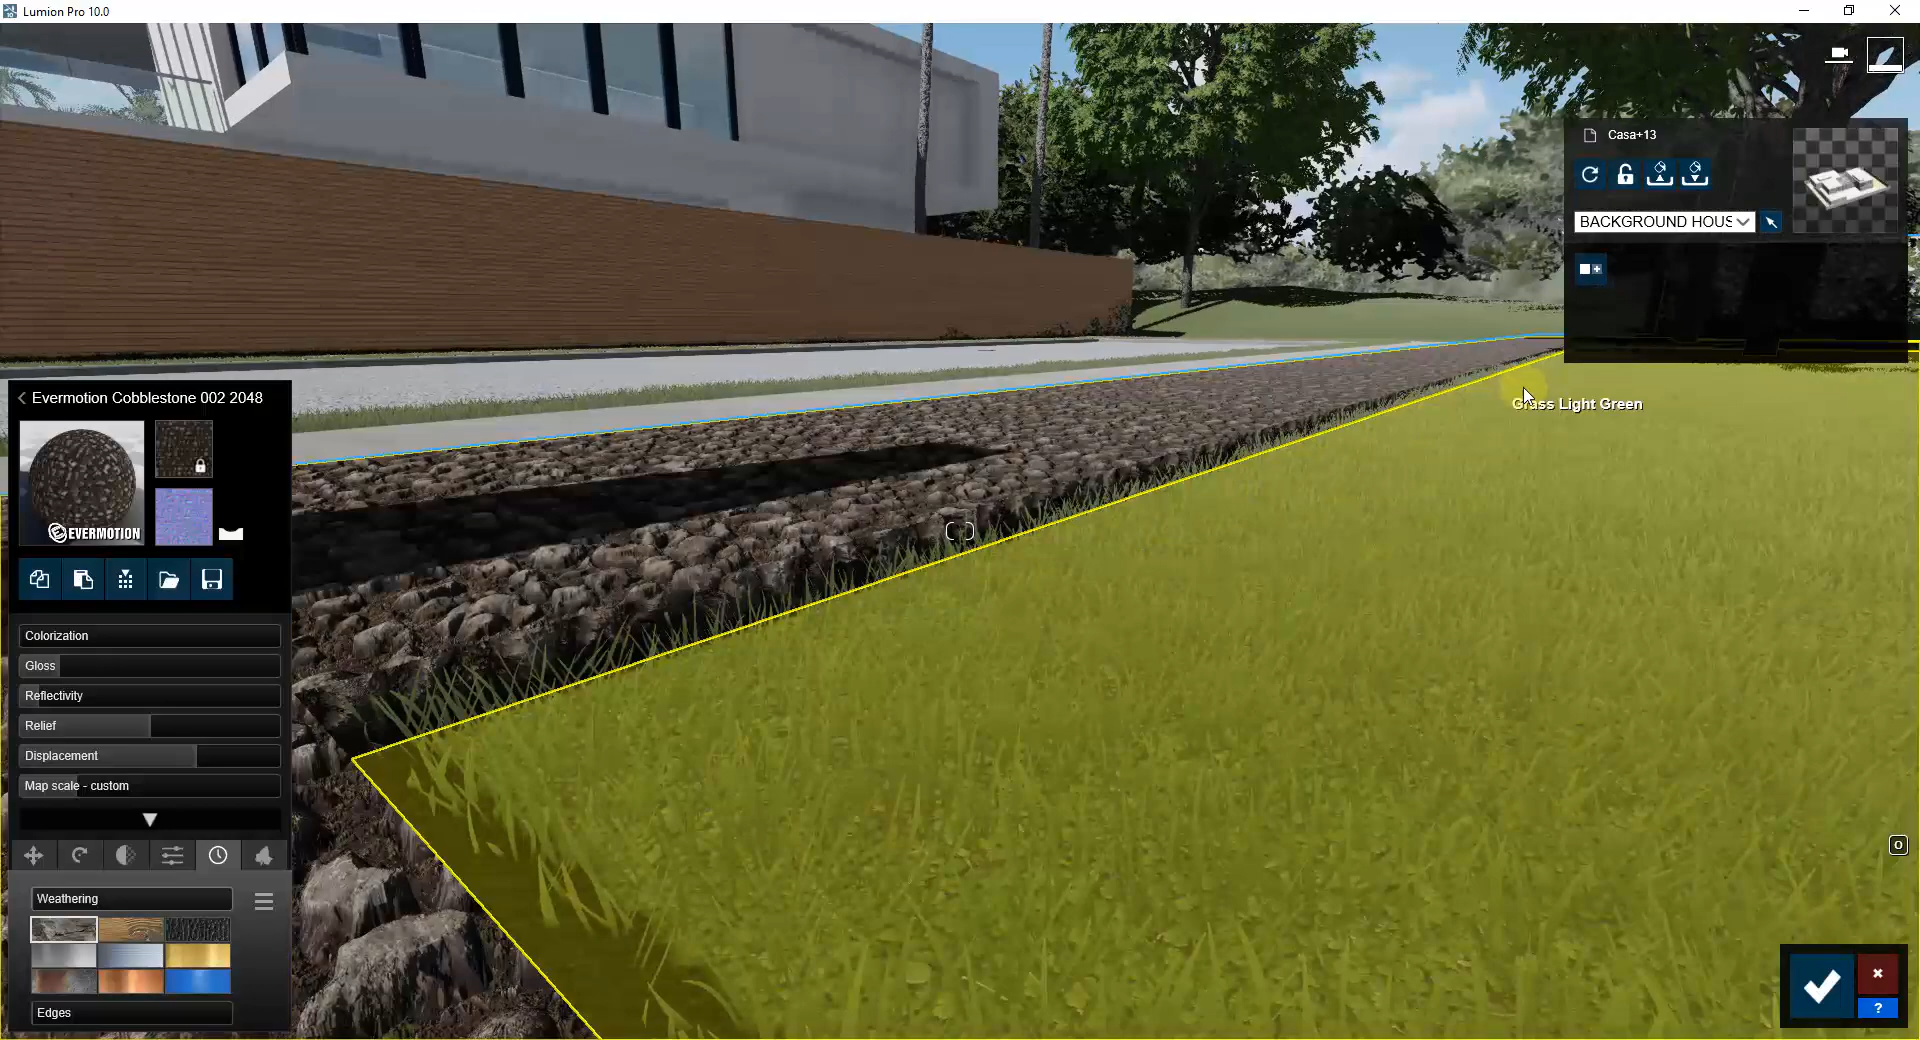 Lumion Pro 10.0
Casa+13
BACKGROUND HOUS
Grass Light Green
Evermotion Cobblestone 002 2048
EVERMOTION
Colorization
Gloss
Reflectivity
Relief
Displacement
Map scale - custom
Weathering
Edges
O
?